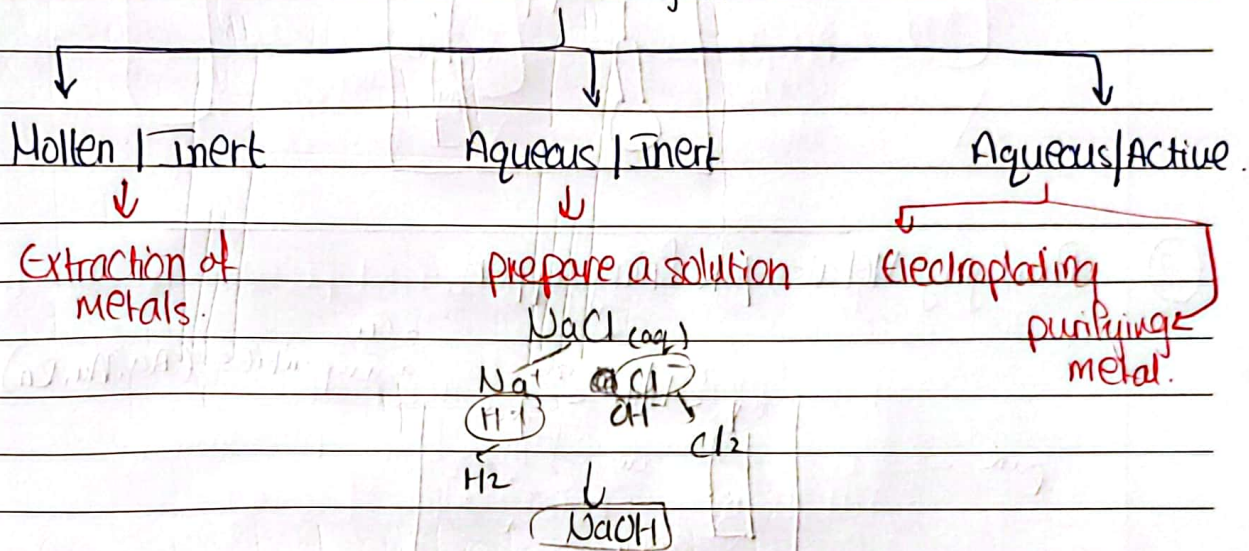 Molten | inert
Aqueous | inert
Aqueous/Active.
Extraction of
metals.
prepare a solution
NaCl (aq)
Na+ Cl-
H+ OH-
Cl2
H2
NaOH
Electroplating
purifying
metal.